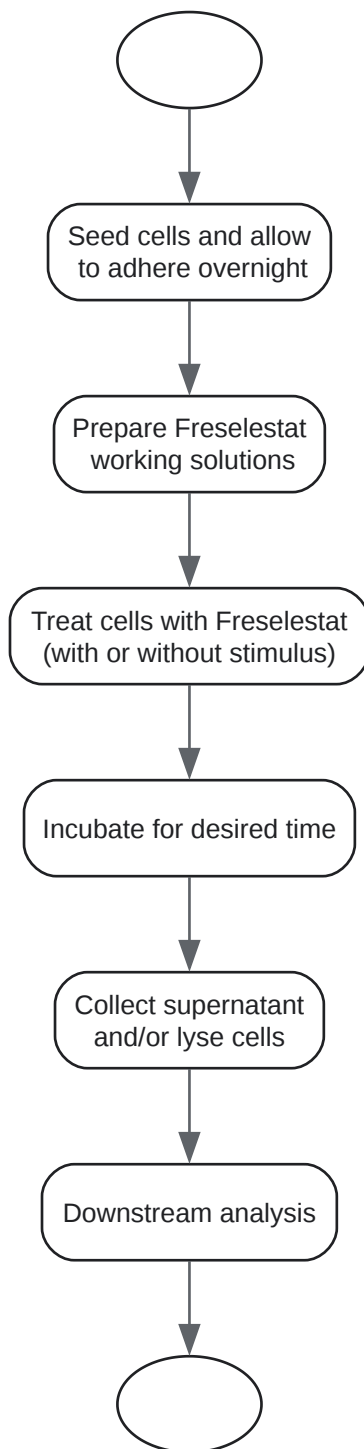 Seed cells and allow
to adhere overnight
Prepare Freselestat
working solutions
Treat cells with Freselestat
(with or without stimulus)
Incubate for desired time
Collect supernatant
and/or lyse cells
Downstream analysis